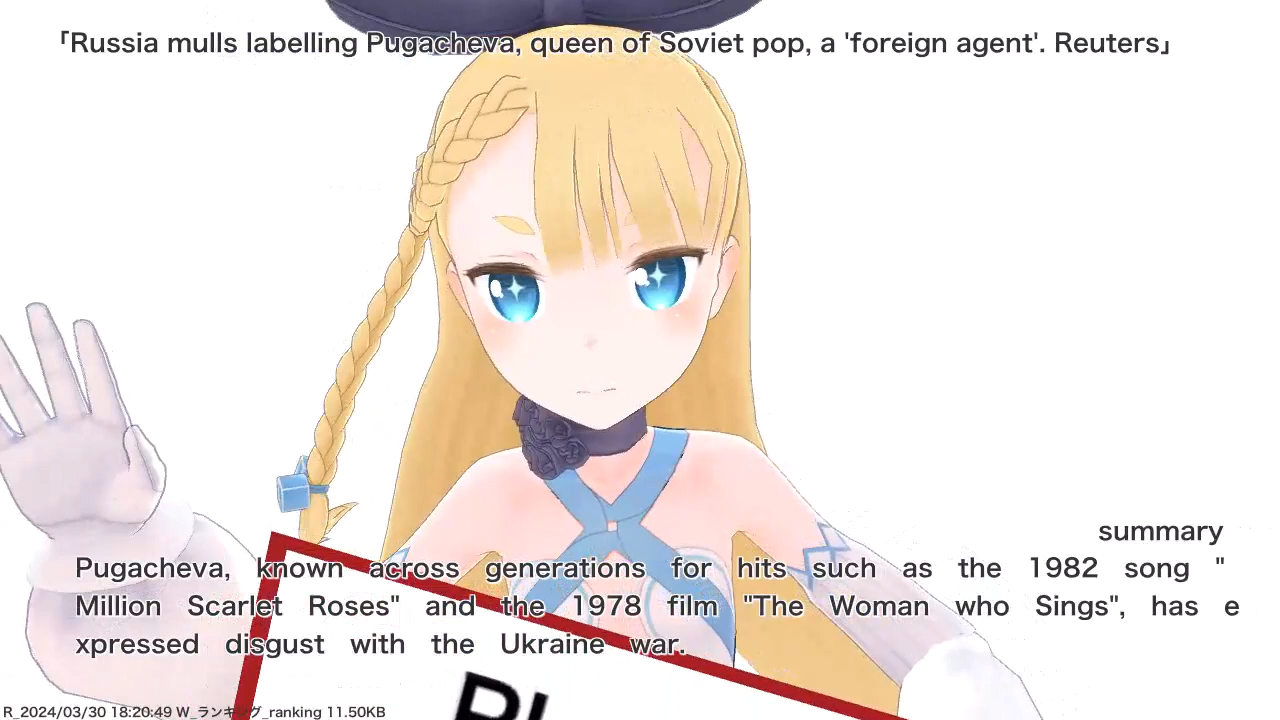 「Russia mulls labelling Pugacheva, queen of Soviet pop, a 'foreign agent'. Reuters」
summary
Pugacheva, known across generations for hits such as the 1982 song "
Million Scarlet Roses" and the 1978 film "The Woman who Sings", has e
xpressed disgust with the Ukraine war.
R_2024/03/30 18:20:49 W_ランキング_ranking 11.50KB